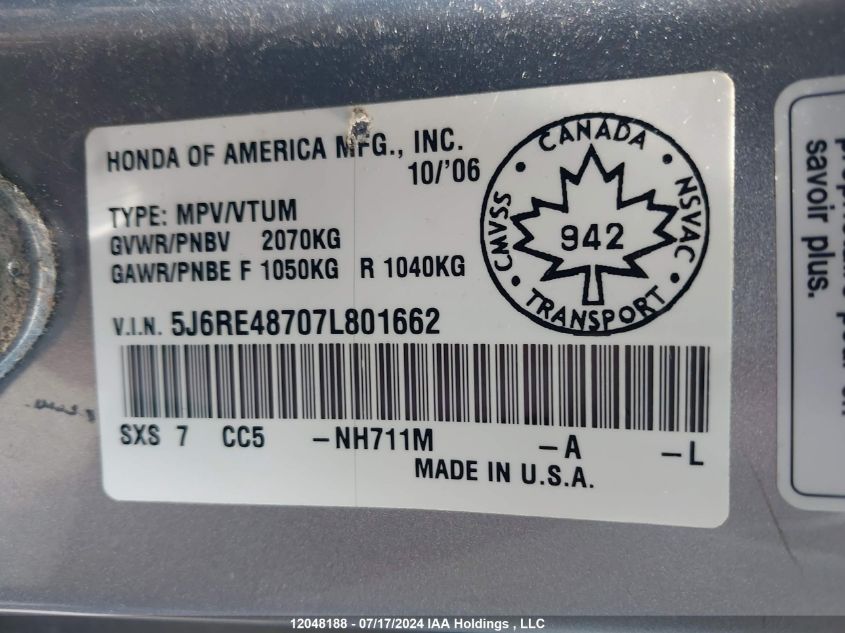 HONDA OF AMERICA MFG., INC.
10/'06
TYPE: MPV/VTUM
GVWR/PNBV 2070KG
GAWR/PNBE F 1050KG R 1040KG
V.I.N. 5J6RE48707L801662
SXS 7 CC5 -NH711M -A -L
MADE IN U.S.A.
CANADA
CMVSS
942
NSVAC
TRANSPORT
savoir plus.
12048188 - 07/17/2024 IAA Holdings , LLC